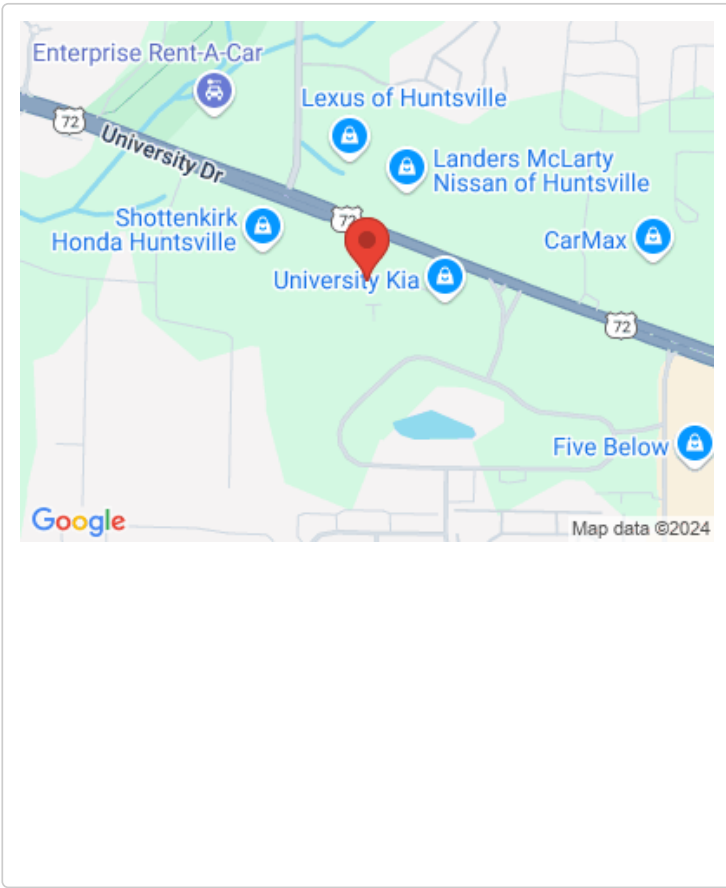 Enterprise Rent-A-Car
Lexus of Huntsville
72
University Dr
Landers McLarty
Nissan of Huntsville
Shottenkirk
Honda Huntsville
72
CarMax
University Kia
72
Five Below
Google
Map data ©2024